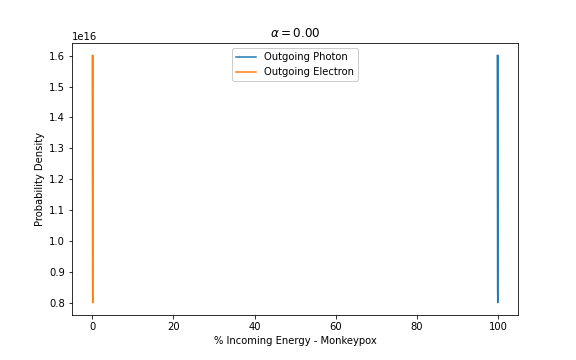 α = 0.00
1e16
Outgoing Photon
Outgoing Electron
1.6
1.5
1.4
1.3
1.2
1.1
1.0
0.9
0.8
Probability Density
0 20 40 60 80 100
% Incoming Energy - Monkeypox